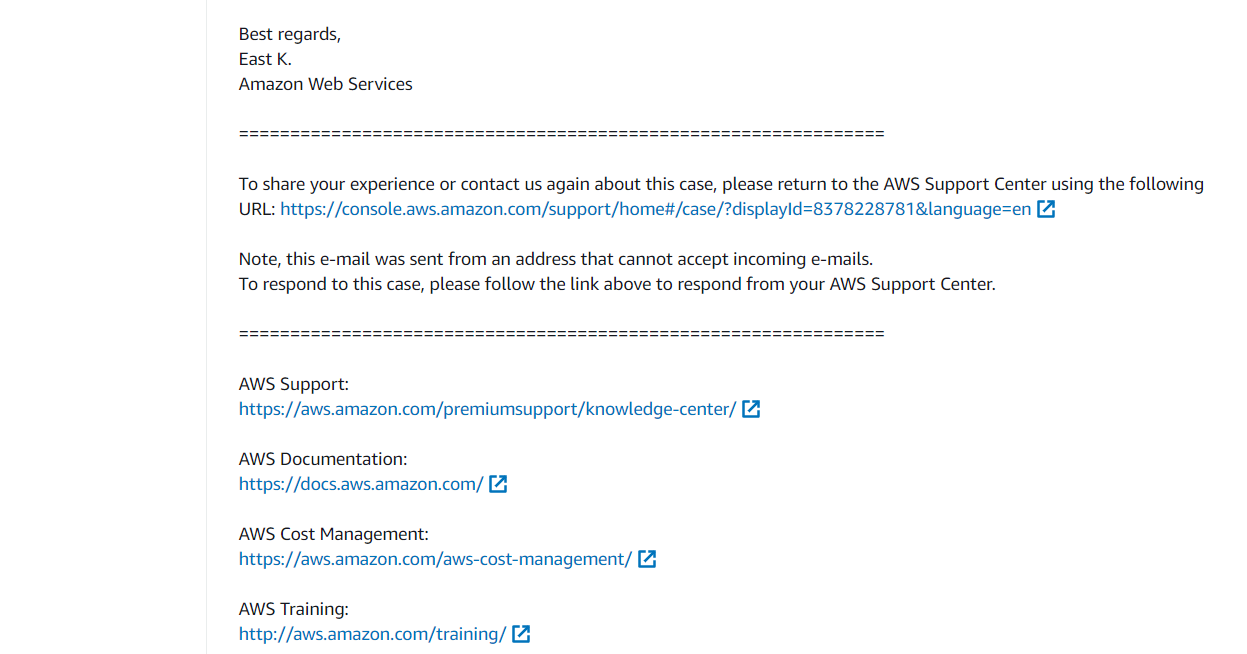 Best regards,
East K.
Amazon Web Services
===============================================================
To share your experience or contact us again about this case, please return to the AWS Support Center using the following
URL: https://console.aws.amazon.com/support/home#/case/?displayId=8378228781&language=en
Note, this e-mail was sent from an address that cannot accept incoming e-mails.
To respond to this case, please follow the link above to respond from your AWS Support Center.
===============================================================
AWS Support:
https://aws.amazon.com/premiumsupport/knowledge-center/
AWS Documentation:
https://docs.aws.amazon.com/
AWS Cost Management:
https://aws.amazon.com/aws-cost-management/
AWS Training:
http://aws.amazon.com/training/